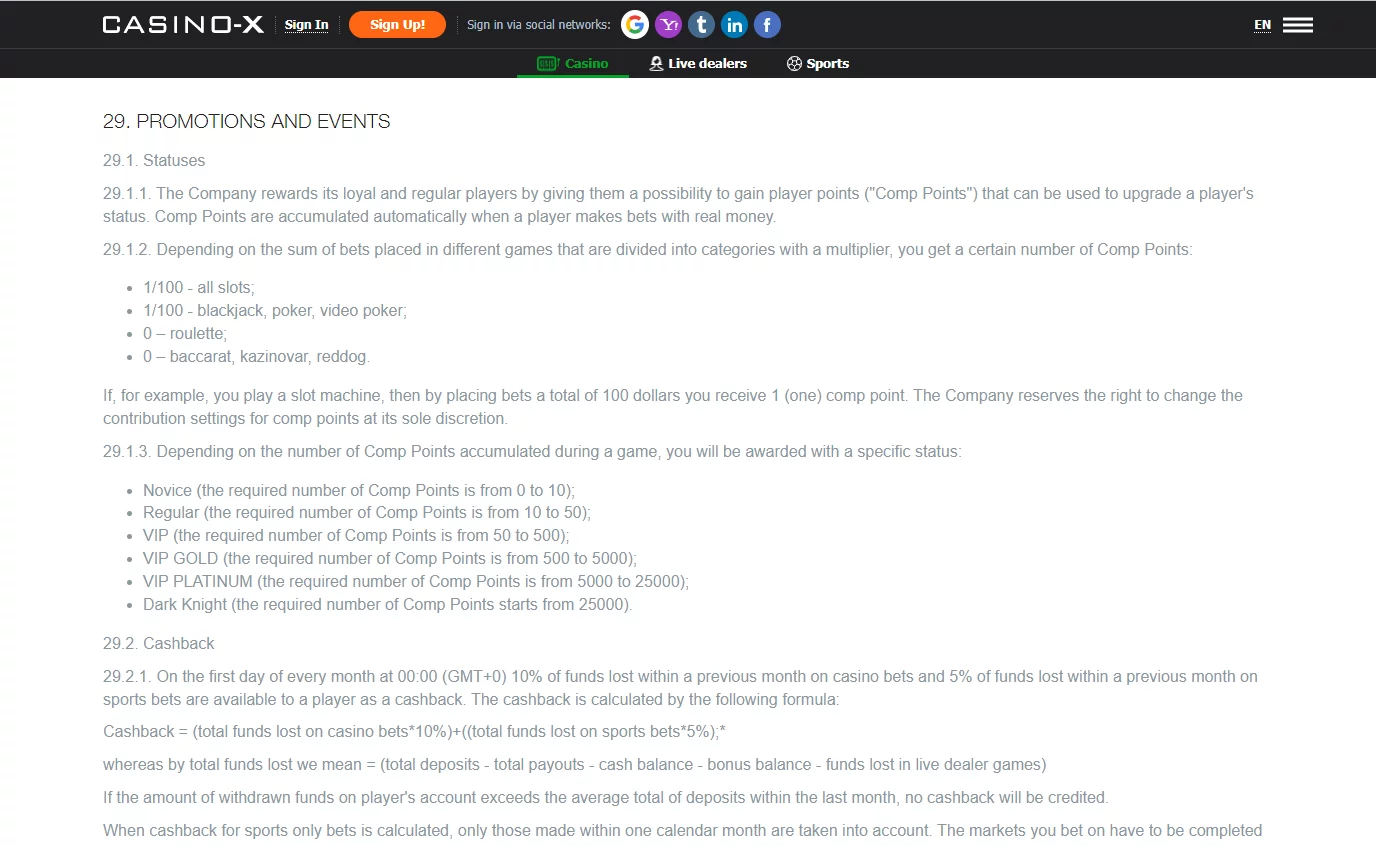 CASINO-X Sign In Sign Up! Sign in via social networks: G Y! t in f EN
Casino Live dealers Sports
29. PROMOTIONS AND EVENTS
29.1. Statuses
29.1.1. The Company rewards its loyal and regular players by giving them a possibility to gain player points ("Comp Points") that can be used to upgrade a player's
status. Comp Points are accumulated automatically when a player makes bets with real money.
29.1.2. Depending on the sum of bets placed in different games that are divided into categories with a multiplier, you get a certain number of Comp Points:
• 1/100 - all slots;
• 1/100 - blackjack, poker, video poker;
• 0 – roulette;
• 0 – baccarat, kazinovar, reddog.
If, for example, you play a slot machine, then by placing bets a total of 100 dollars you receive 1 (one) comp point. The Company reserves the right to change the
contribution settings for comp points at its sole discretion.
29.1.3. Depending on the number of Comp Points accumulated during a game, you will be awarded with a specific status:
• Novice (the required number of Comp Points is from 0 to 10);
• Regular (the required number of Comp Points is from 10 to 50);
• VIP (the required number of Comp Points is from 50 to 500);
• VIP GOLD (the required number of Comp Points is from 500 to 5000);
• VIP PLATINUM (the required number of Comp Points is from 5000 to 25000);
• Dark Knight (the required number of Comp Points starts from 25000).
29.2. Cashback
29.2.1. On the first day of every month at 00:00 (GMT+0) 10% of funds lost within a previous month on casino bets and 5% of funds lost within a previous month on
sports bets are available to a player as a cashback. The cashback is calculated by the following formula:
Cashback = (total funds lost on casino bets*10%)+((total funds lost on sports bets*5%);*
whereas by total funds lost we mean = (total deposits - total payouts - cash balance - bonus balance - funds lost in live dealer games)
If the amount of withdrawn funds on player's account exceeds the average total of deposits within the last month, no cashback will be credited.
When cashback for sports only bets is calculated, only those made within one calendar month are taken into account. The markets you bet on have to be completed